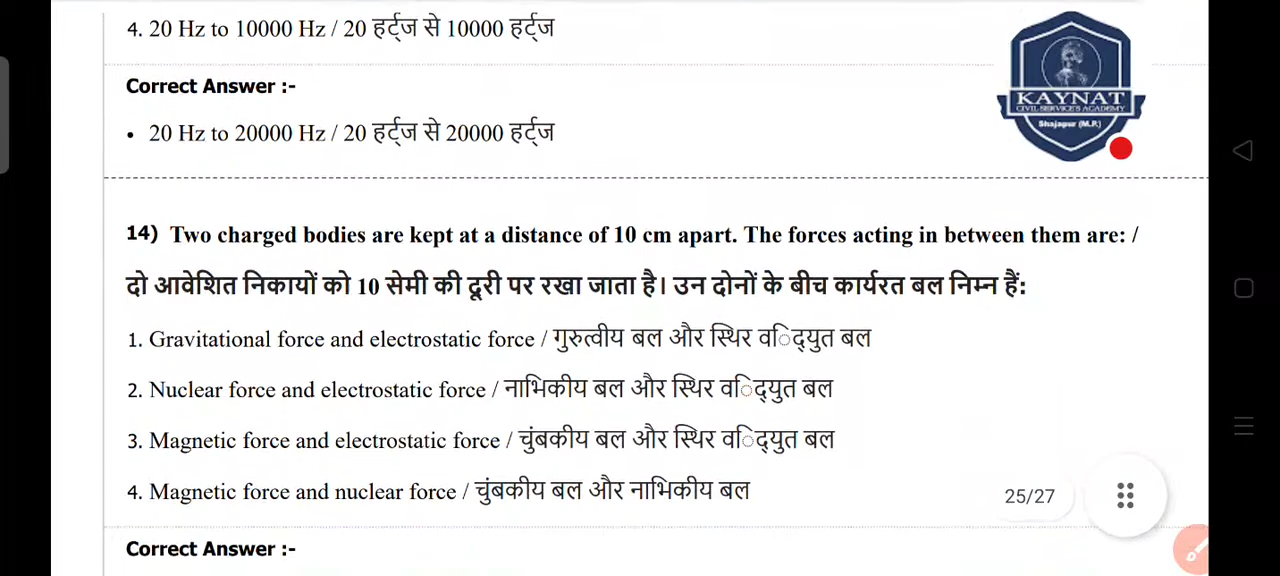 4. 20 Hz to 10000 Hz / 20 हर्ट्ज से 10000 हर्ट्ज
Correct Answer :-
• 20 Hz to 20000 Hz / 20 हर्ट्ज से 20000 हर्ट्ज
KAYNAT
CIVIL SERVICE'S ACADEMY
Shajapur (M.P.)
14) Two charged bodies are kept at a distance of 10 cm apart. The forces acting in between them are: /
दो आवेशित निकायों को 10 सेमी की दूरी पर रखा जाता है। उन दोनों के बीच कार्यरत बल निम्न हैं:
1. Gravitational force and electrostatic force / गुरुत्वीय बल और स्थिर वि‌द्युत बल
2. Nuclear force and electrostatic force / नाभिकीय बल और स्थिर वि‌द्युत बल
3. Magnetic force and electrostatic force / चुंबकीय बल और स्थिर वि‌द्युत बल
4. Magnetic force and nuclear force / चुंबकीय बल और नाभिकीय बल
25/27
Correct Answer :-